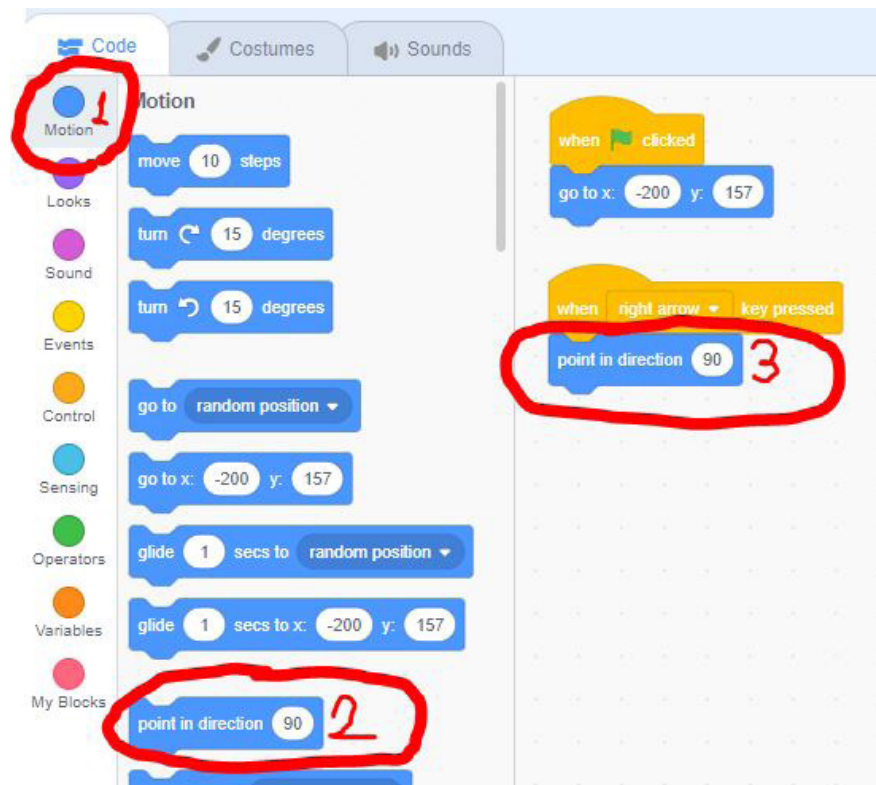 Code
Costumes
Sounds
1
Motion
Looks
Sound
Events
Control
Sensing
Operators
Variables
My Blocks
Motion
move 10 steps
turn 15 degrees
turn 15 degrees
go to random position
go to x: -200 y: 157
glide 1 secs to random position
glide 1 secs to x: -200 y: 157
point in direction 90
2
when clicked
go to x: -200 y: 157
when right arrow key pressed
point in direction 90
3